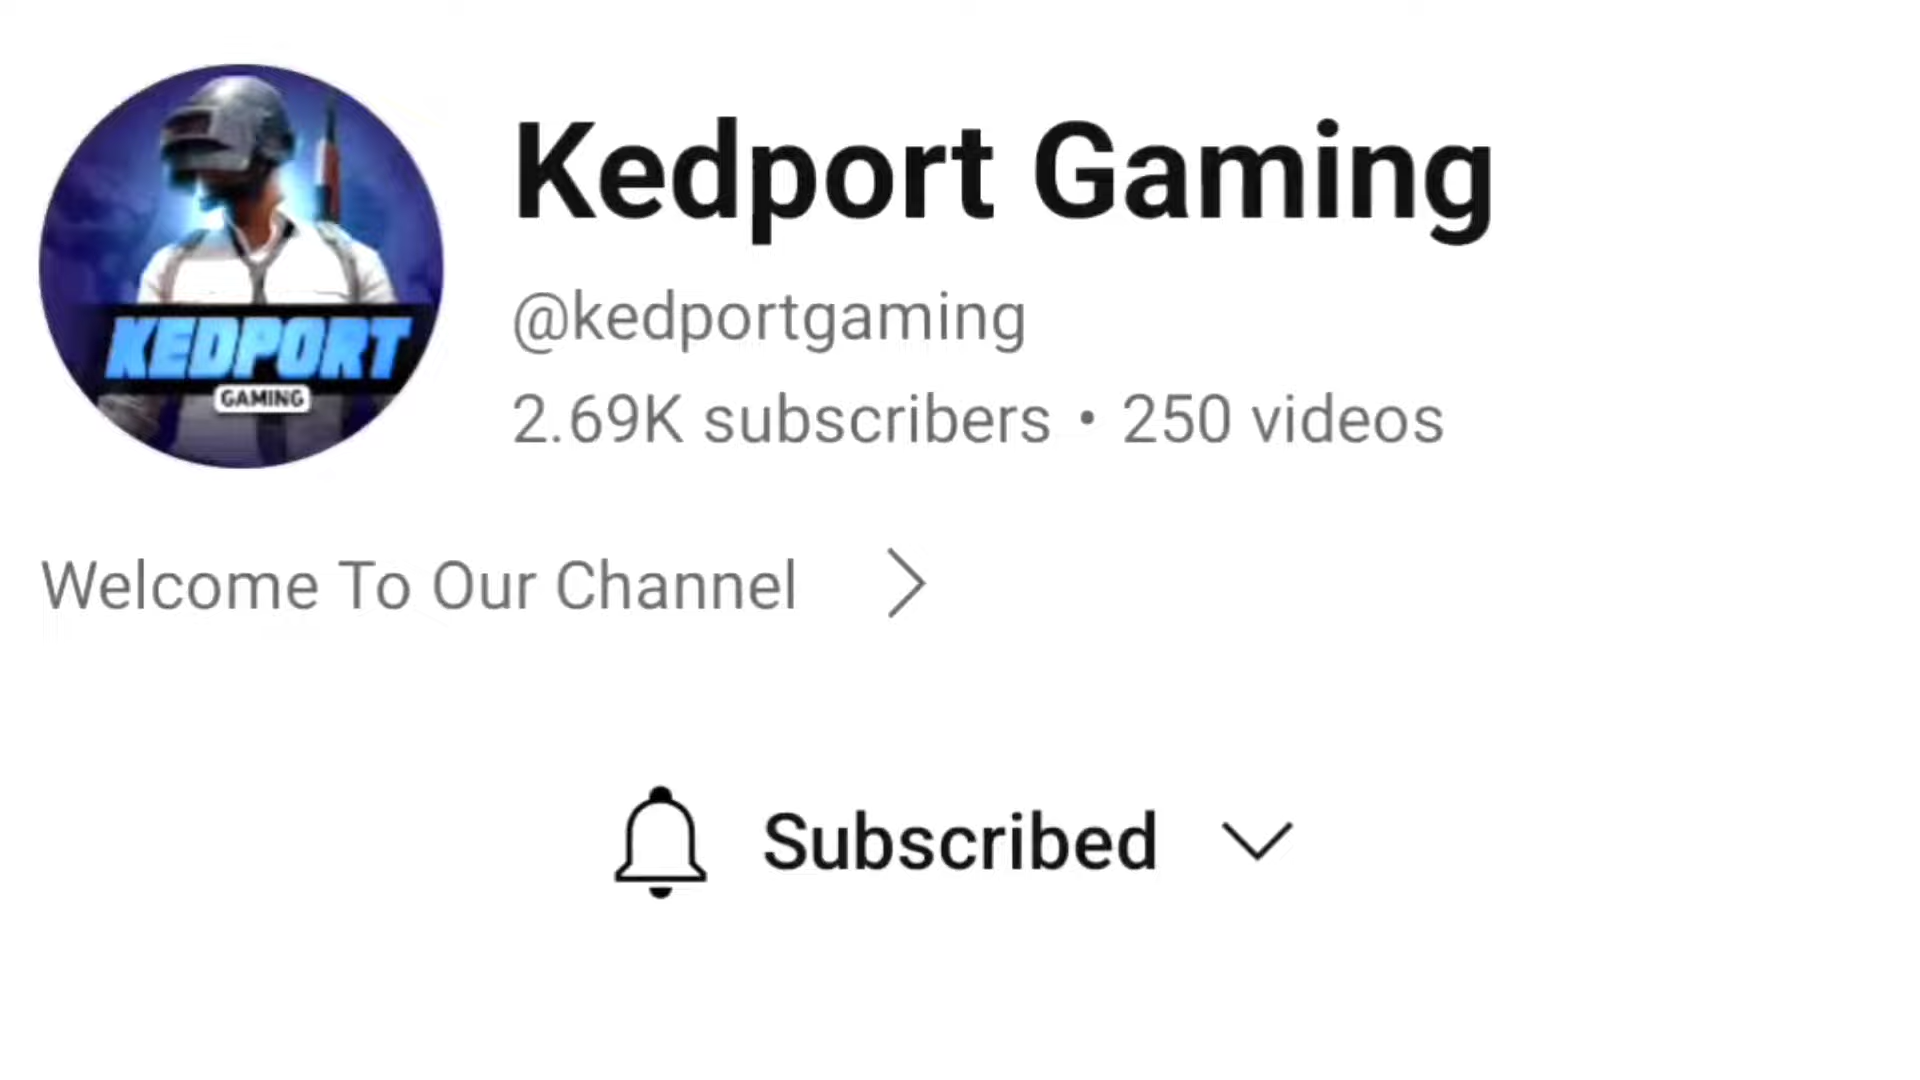 Kedport Gaming
@kedportgaming
2.69K subscribers • 250 videos
KEDPORT
GAMING
Welcome To Our Channel
Subscribed